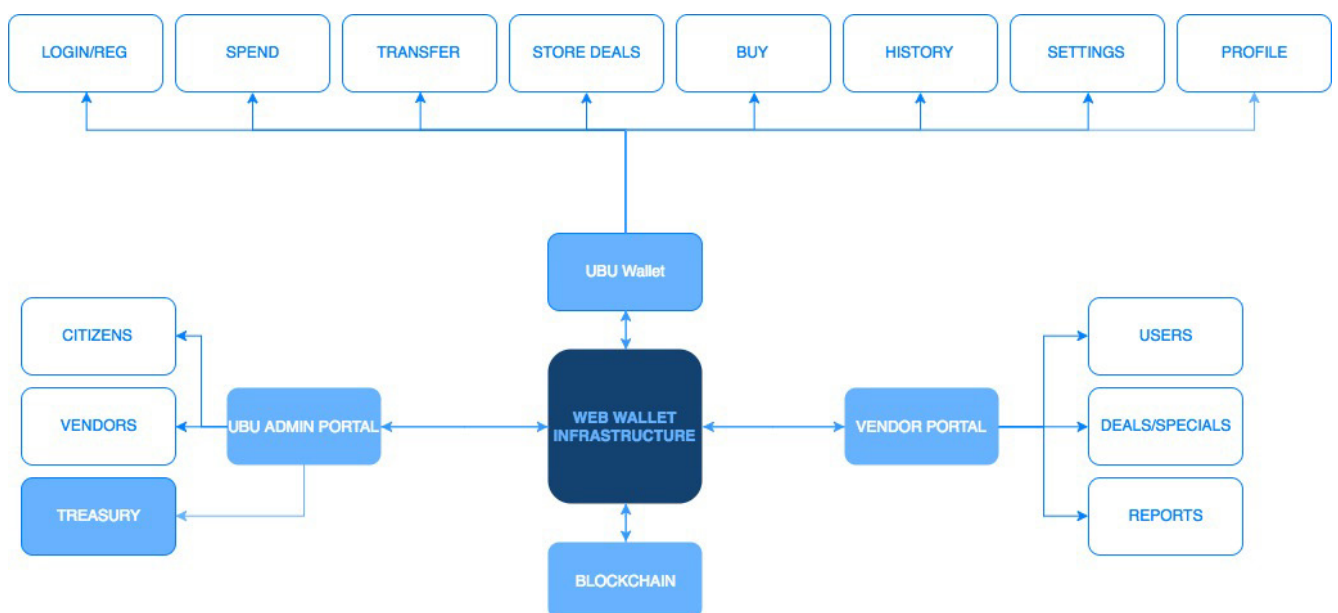 LOGIN/REG
SPEND
TRANSFER
STORE DEALS
BUY
HISTORY
SETTINGS
PROFILE
UBU Wallet
CITIZENS
VENDORS
TREASURY
UBU ADMIN PORTAL
WEB WALLET
INFRASTRUCTURE
VENDOR PORTAL
USERS
DEALS/SPECIALS
REPORTS
BLOCKCHAIN